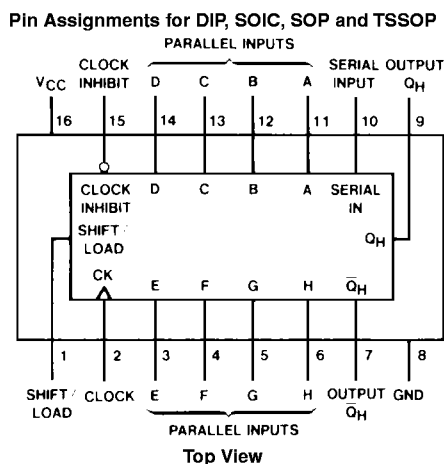 Pin Assignments for DIP, SOIC, SOP and TSSOP
PARALLEL INPUTS
CLOCK SERIAL OUTPUT
VCC INHIBIT D C B A INPUT QH
16 15 14 13 12 11 10 9
CLOCK D C B A SERIAL
INHIBIT IN
SHIFT/
LOAD QH
CK
E F G H Q̅H
1 2 3 4 5 6 7 8
SHIFT/ CLOCK E F G H OUTPUT GND
LOAD Q̅H
PARALLEL INPUTS
Top View